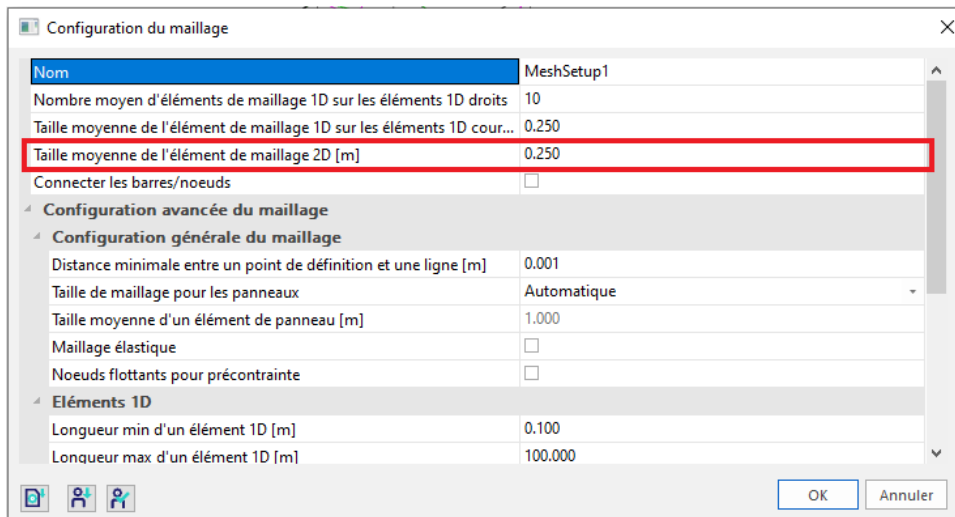 Configuration du maillage
Nom MeshSetup1
Nombre moyen d'éléments de maillage 1D sur les éléments 1D droits 10
Taille moyenne de l'élément de maillage 1D sur les éléments 1D cour... 0.250
Taille moyenne de l'élément de maillage 2D [m] 0.250
Connecter les barres/noeuds
Configuration avancée du maillage
Configuration générale du maillage
Distance minimale entre un point de définition et une ligne [m] 0.001
Taille de maillage pour les panneaux Automatique
Taille moyenne d'un élément de panneau [m] 1.000
Maillage élastique
Noeuds flottants pour précontrainte
Eléments 1D
Longueur min d'un élément 1D [m] 0.100
Longueur max d'un élément 1D [m] 100.000
OK Annuler